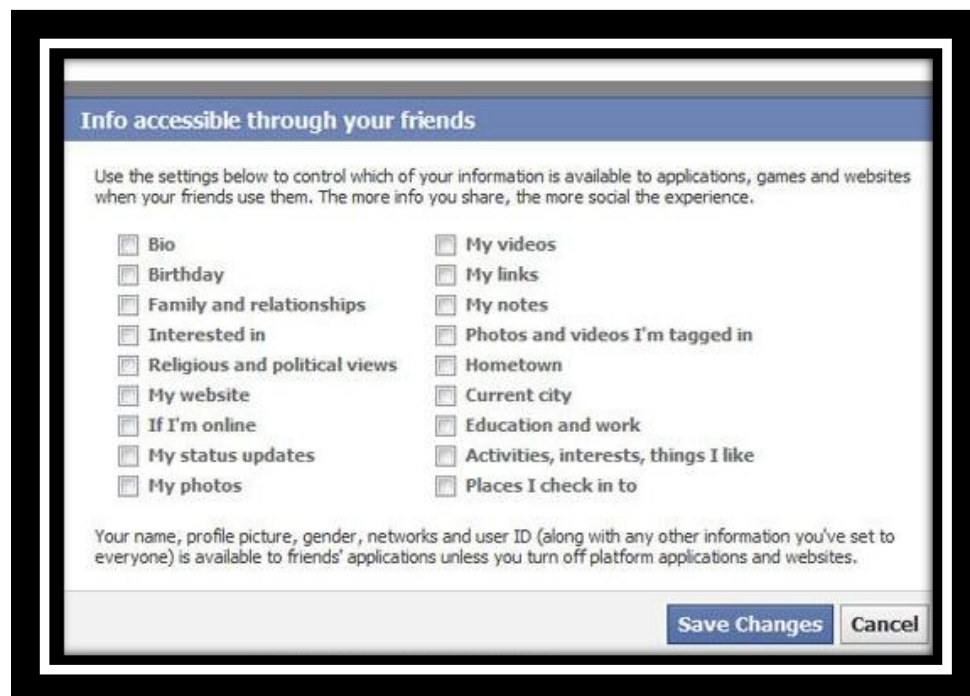 Info accessible through your friends
Use the settings below to control which of your information is available to applications, games and websites
when your friends use them. The more info you share, the more social the experience.
Bio
Birthday
Family and relationships
Interested in
Religious and political views
My website
If I'm online
My status updates
My photos
My videos
My links
My notes
Photos and videos I'm tagged in
Hometown
Current city
Education and work
Activities, interests, things I like
Places I check in to
Your name, profile picture, gender, networks and user ID (along with any other information you've set to
everyone) is available to friends' applications unless you turn off platform applications and websites.
Save Changes Cancel